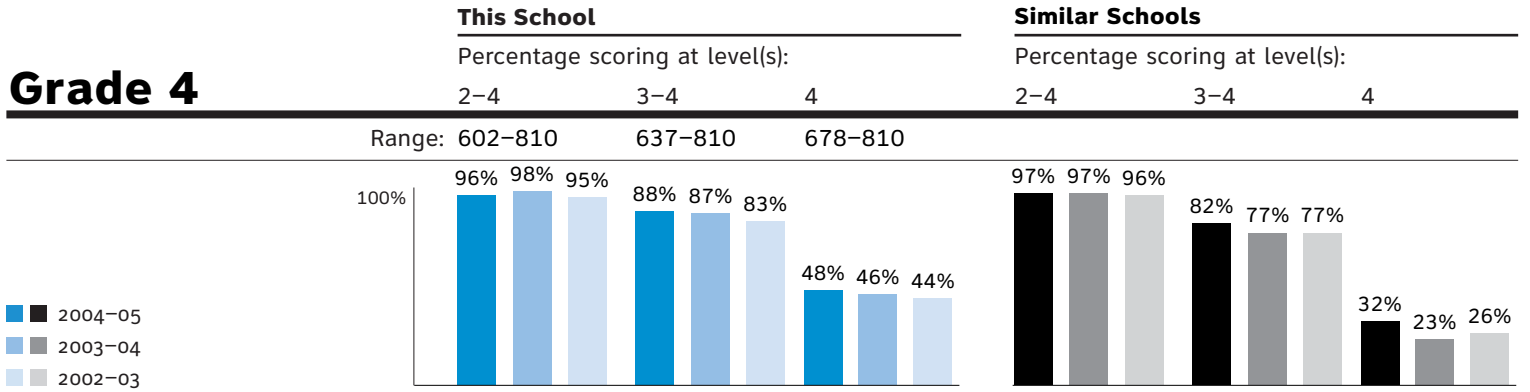 This School Similar Schools
Percentage scoring at level(s): Percentage scoring at level(s):
Grade 4
2–4 3–4 4 2–4 3–4 4
Range: 602–810 637–810 678–810
100%
96% 98% 95% 88% 87% 83% 48% 46% 44% 97% 97% 96% 82% 77% 77% 32% 23% 26%
2004–05
2003–04
2002–03